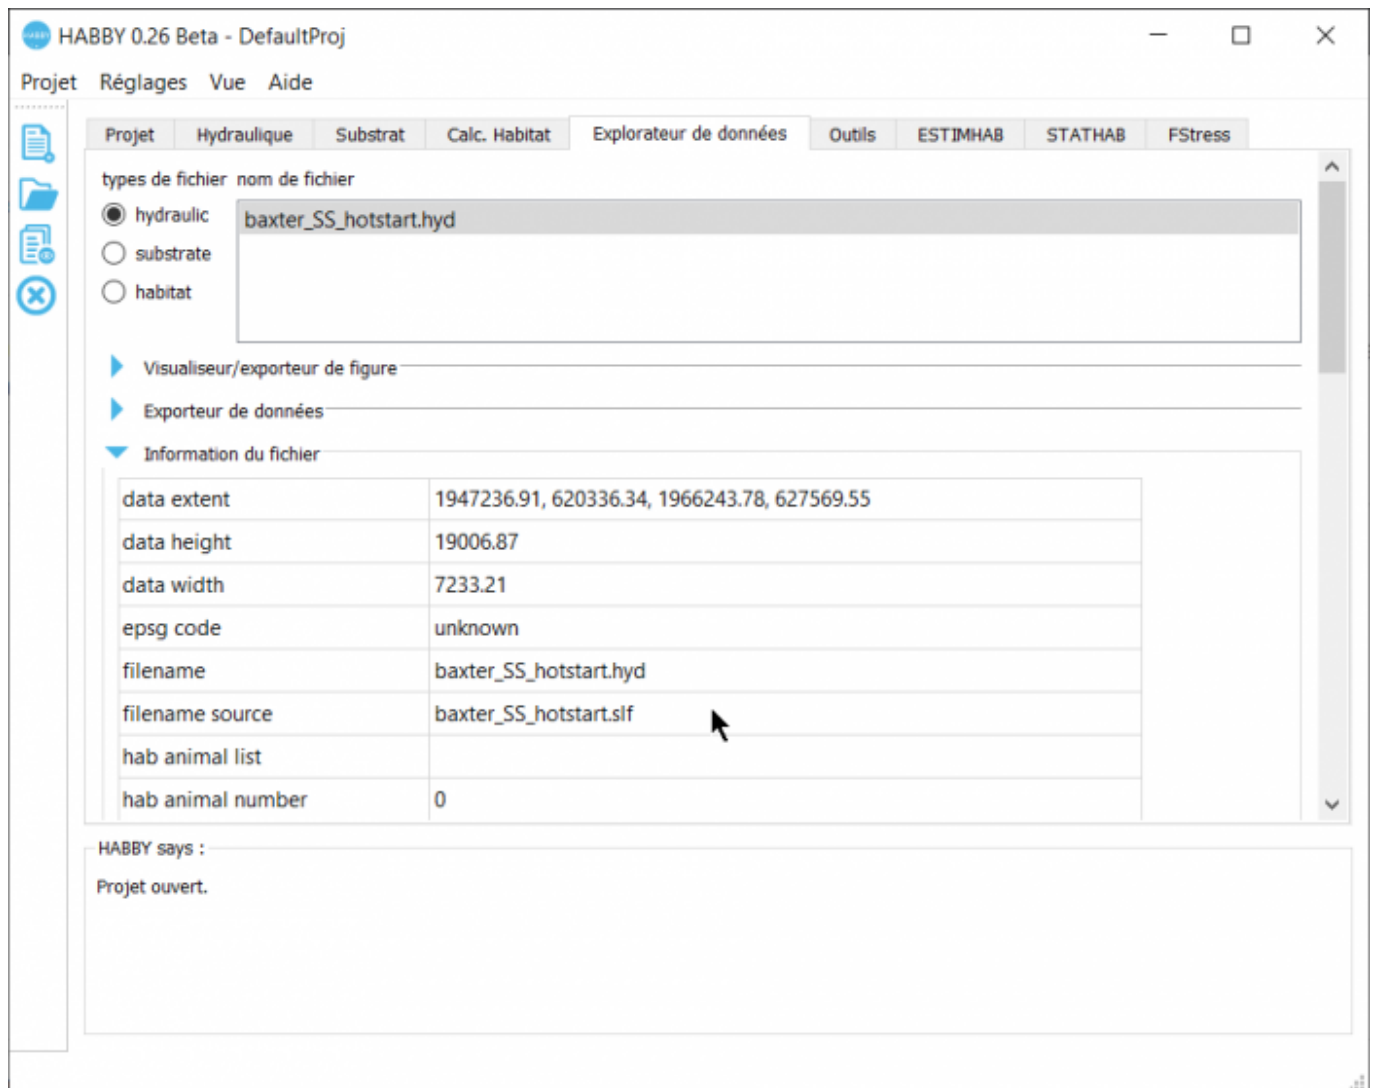 HABBY 0.26 Beta - DefaultProj
Projet Réglages Vue Aide
Projet Hydraulique Substrat Calc. Habitat Explorateur de données Outils ESTIMHAB STATHAB FStress
types de fichier nom de fichier
hydraulic baxter_SS_hotstart.hyd
substrate
habitat
Visualiseur/exporteur de figure
Exporteur de données
Information du fichier
data extent 1947236.91, 620336.34, 1966243.78, 627569.55
data height 19006.87
data width 7233.21
epsg code unknown
filename baxter_SS_hotstart.hyd
filename source baxter_SS_hotstart.slf
hab animal list
hab animal number 0
HABBY says :
Projet ouvert.